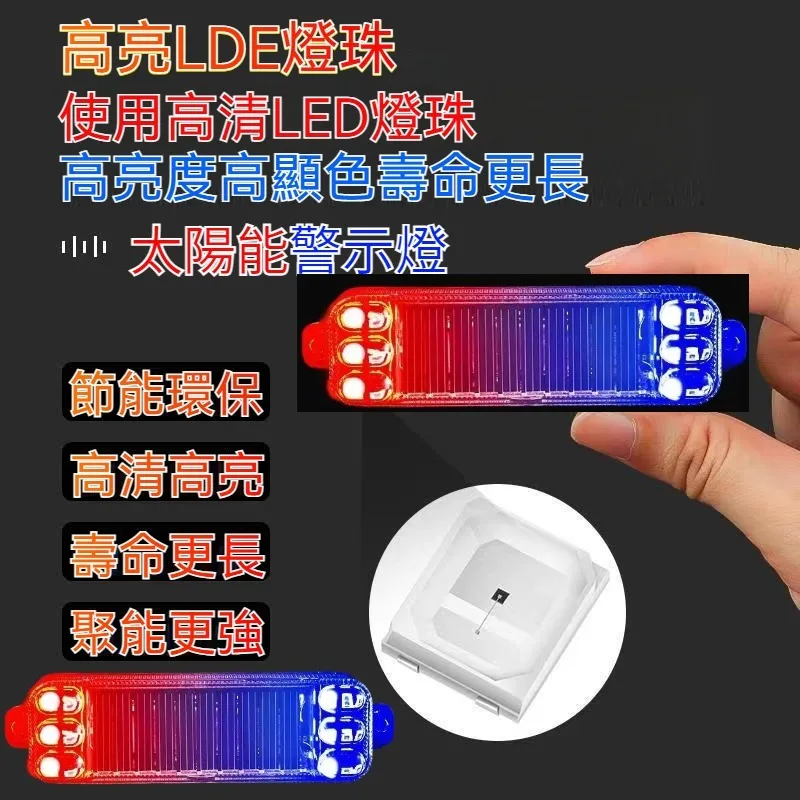 高亮LDE燈珠
使用高清LED燈珠
高亮度高顯色壽命更長
太陽能警示燈
節能環保
高清高亮
壽命更長
聚能更強